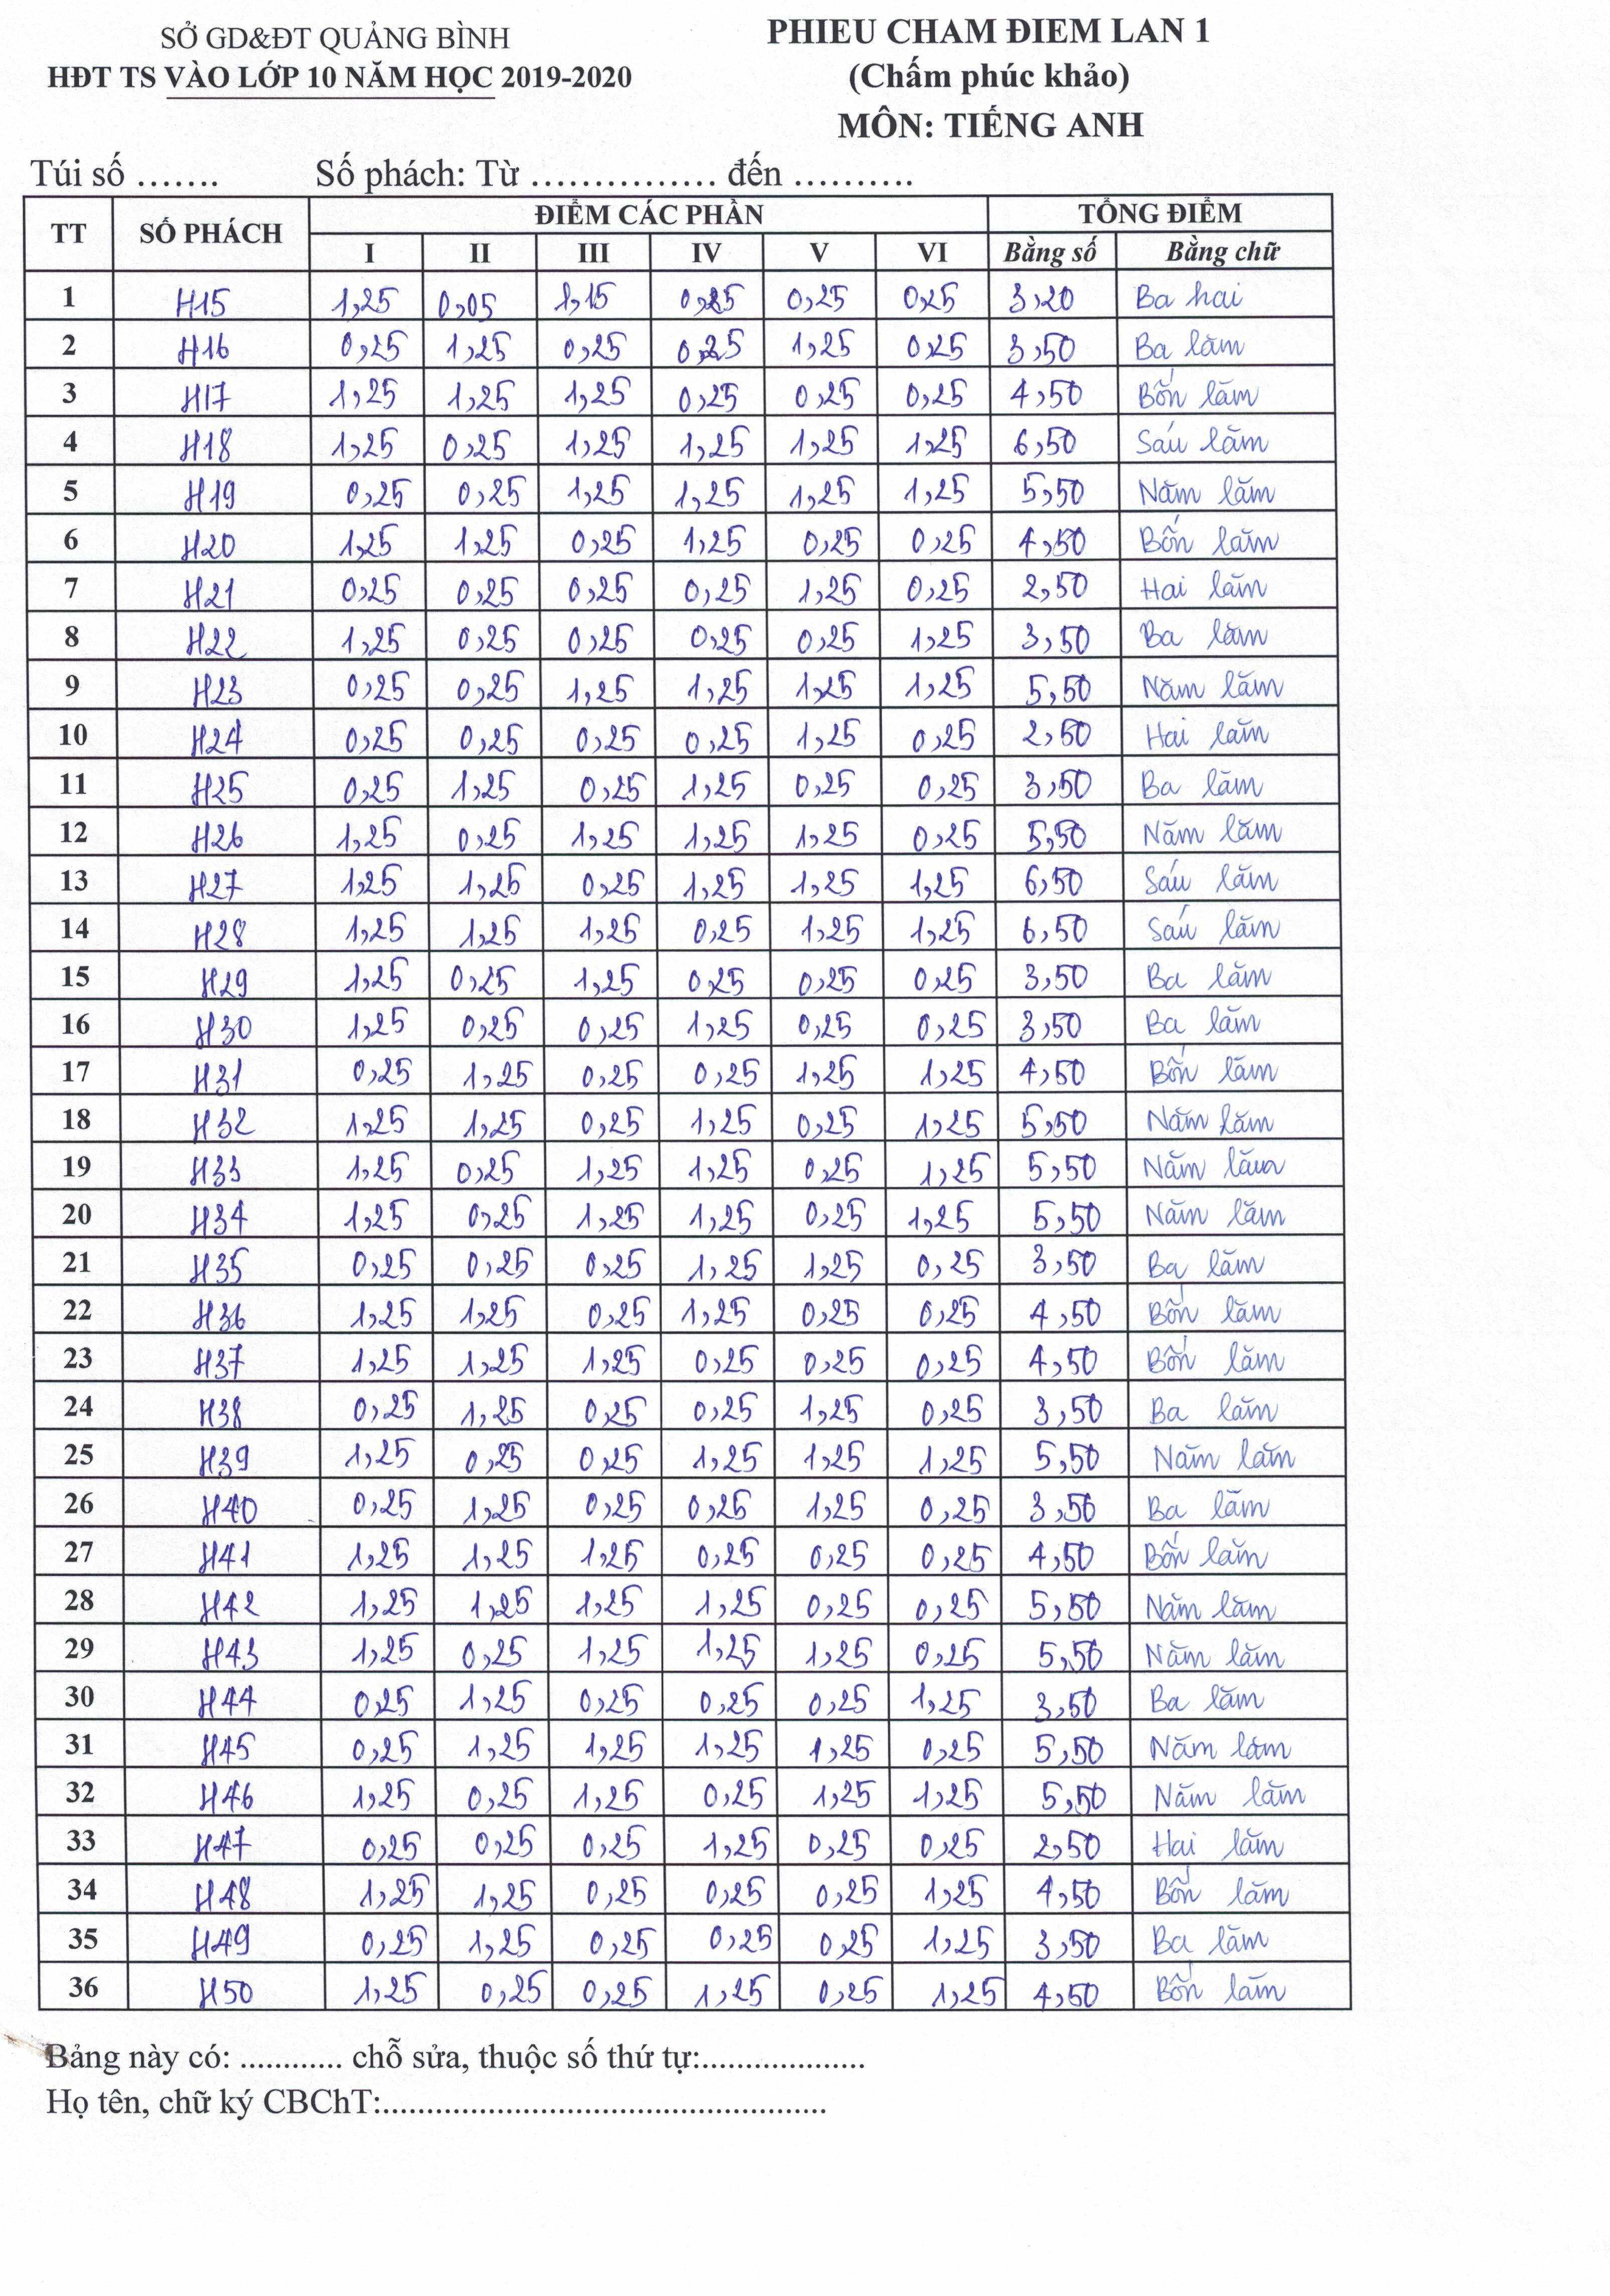 SỞ GD&ĐT QUẢNG BÌNH
HĐT TS VÀO LỚP 10 NĂM HỌC 2019-2020
PHIEU CHAM ĐIEM LAN 1
(Chấm phúc khảo)
MÔN: TIẾNG ANH
Túi số ....... Số phách: Từ ............... đến ..........
TT SỐ PHÁCH ĐIỂM CÁC PHẦN TỔNG ĐIỂM
I II III IV V VI Bằng số Bằng chữ
1 H15 1,25 0,05 1,15 0,25 0,25 0,25 3,20 Ba hai
2 H16 0,25 1,25 0,25 0,25 1,25 0,25 3,50 Ba lăm
3 H17 1,25 1,25 1,25 0,25 0,25 0,25 4,50 Bốn lăm
4 H18 1,25 0,25 1,25 1,25 1,25 1,25 6,50 Sáu lăm
5 H19 0,25 0,25 1,25 1,25 1,25 1,25 5,50 Năm lăm
6 H20 1,25 1,25 0,25 1,25 0,25 0,25 4,50 Bốn lăm
7 H21 0,25 0,25 0,25 0,25 1,25 0,25 2,50 Hai lăm
8 H22 1,25 0,25 0,25 0,25 0,25 1,25 3,50 Ba lăm
9 H23 0,25 0,25 1,25 1,25 1,25 1,25 5,50 Năm lăm
10 H24 0,25 0,25 0,25 0,25 1,25 0,25 2,50 Hai lăm
11 H25 0,25 1,25 0,25 1,25 0,25 0,25 3,50 Ba lăm
12 H26 1,25 0,25 1,25 1,25 1,25 0,25 5,50 Năm lăm
13 H27 1,25 1,25 0,25 1,25 1,25 1,25 6,50 Sáu lăm
14 H28 1,25 1,25 1,25 0,25 1,25 1,25 6,50 Sáu lăm
15 H29 1,25 0,25 1,25 0,25 0,25 0,25 3,50 Ba lăm
16 H30 1,25 0,25 0,25 1,25 0,25 0,25 3,50 Ba lăm
17 H31 0,25 1,25 0,25 0,25 1,25 1,25 4,50 Bốn lăm
18 H32 1,25 1,25 0,25 1,25 0,25 1,25 5,50 Năm lăm
19 H33 1,25 0,25 1,25 1,25 0,25 1,25 5,50 Năm lăm
20 H34 1,25 0,25 1,25 1,25 0,25 1,25 5,50 Năm lăm
21 H35 0,25 0,25 0,25 1,25 1,25 0,25 3,50 Ba lăm
22 H36 1,25 1,25 0,25 1,25 0,25 0,25 4,50 Bốn lăm
23 H37 1,25 1,25 1,25 0,25 0,25 0,25 4,50 Bốn lăm
24 H38 0,25 1,25 0,25 0,25 1,25 0,25 3,50 Ba lăm
25 H39 1,25 0,25 0,25 1,25 1,25 1,25 5,50 Năm lăm
26 H40 0,25 1,25 0,25 0,25 1,25 0,25 3,50 Ba lăm
27 H41 1,25 1,25 1,25 0,25 0,25 0,25 4,50 Bốn lăm
28 H42 1,25 1,25 1,25 1,25 0,25 0,25 5,50 Năm lăm
29 H43 1,25 0,25 1,25 1,25 1,25 0,25 5,50 Năm lăm
30 H44 0,25 1,25 0,25 0,25 0,25 1,25 3,50 Ba lăm
31 H45 0,25 1,25 1,25 1,25 1,25 0,25 5,50 Năm lăm
32 H46 1,25 0,25 1,25 0,25 1,25 1,25 5,50 Năm lăm
33 H47 0,25 0,25 0,25 1,25 0,25 0,25 2,50 Hai lăm
34 H48 1,25 1,25 0,25 0,25 0,25 1,25 4,50 Bốn lăm
35 H49 0,25 1,25 0,25 0,25 0,25 1,25 3,50 Ba lăm
36 H50 1,25 0,25 0,25 1,25 0,25 1,25 4,50 Bốn lăm
Bảng này có: ............ chỗ sửa, thuộc số thứ tự:...................
Họ tên, chữ ký CBChT:...................................................